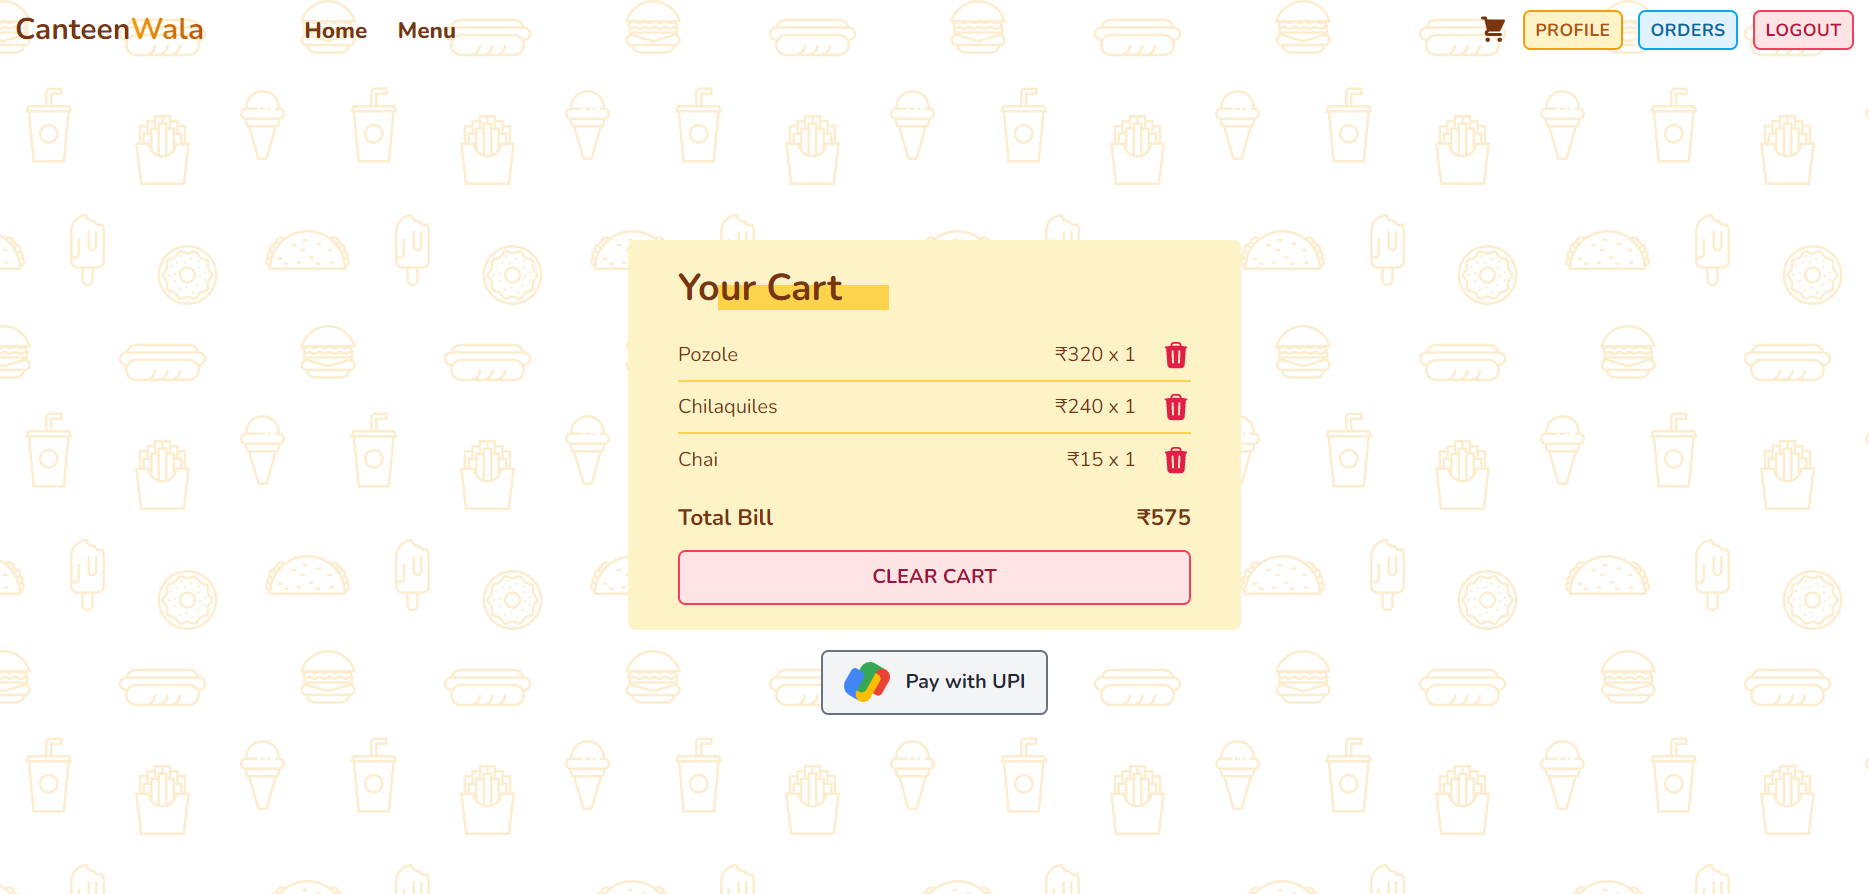 CanteenWala Home Menu PROFILE ORDERS LOGOUT
Your Cart
Pozole ₹320 x 1
Chilaquiles ₹240 x 1
Chai ₹15 x 1
Total Bill ₹575
CLEAR CART
Pay with UPI